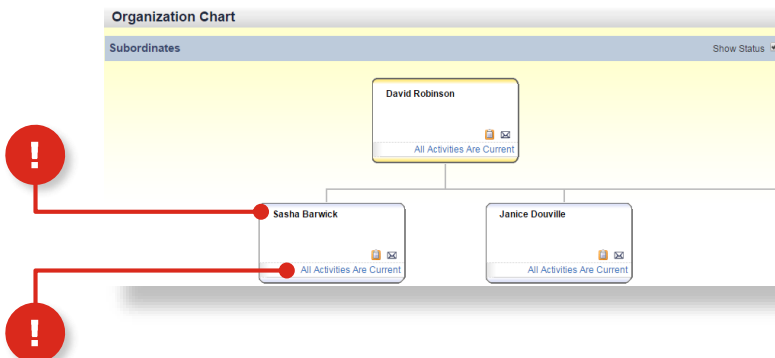 Organization Chart
Subordinates
Show Status
David Robinson
All Activities Are Current
!
Sasha Barwick
Janice Douville
All Activities Are Current
All Activities Are Current
!